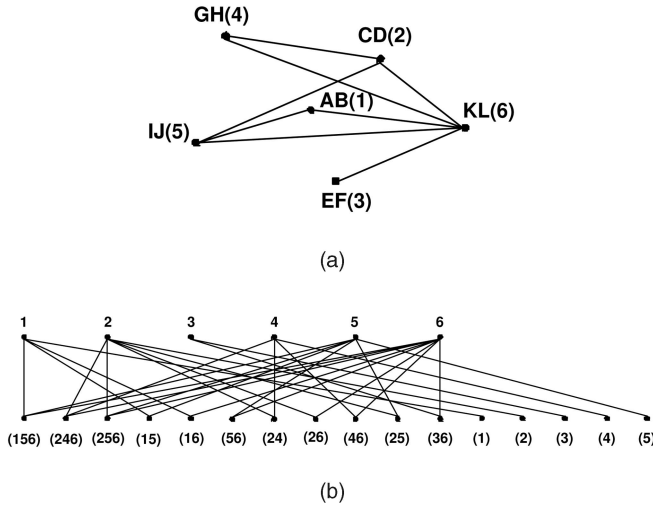 GH(4)
CD(2)
AB(1)
KL(6)
IJ(5)
EF(3)
(a)
1 2 3 4 5 6
(156) (246) (256) (15) (16) (56) (24) (26) (46) (25) (36) (1) (2) (3) (4) (5)
(b)